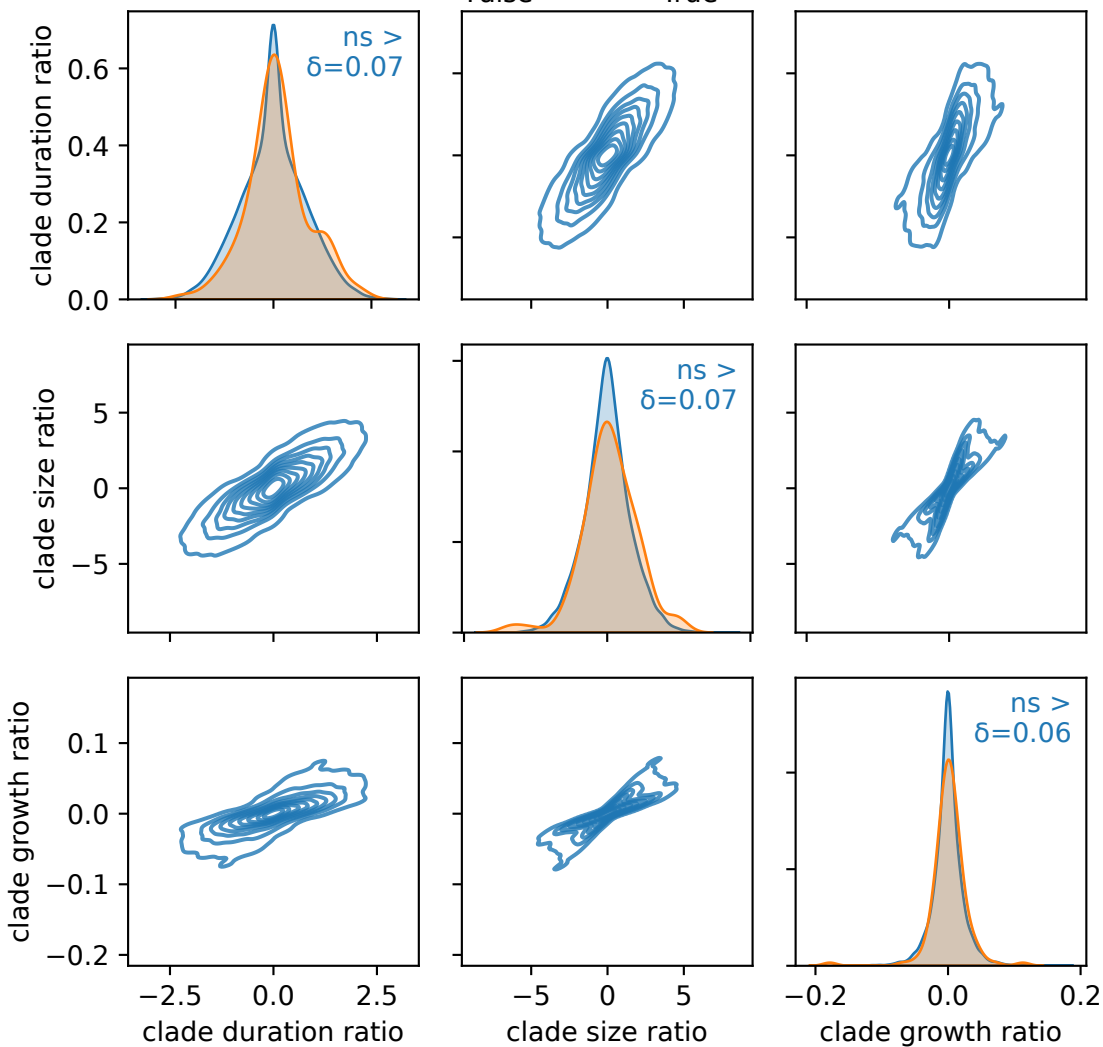 False True
clade duration ratio
0.6
0.4
0.2
0.0
ns >
δ=0.07
clade size ratio
5
0
−5
ns >
δ=0.07
clade growth ratio
0.1
0.0
−0.1
−0.2
ns >
δ=0.06
−2.5 0.0 2.5
−5 0 5
−0.2 0.0 0.2
clade duration ratio
clade size ratio
clade growth ratio